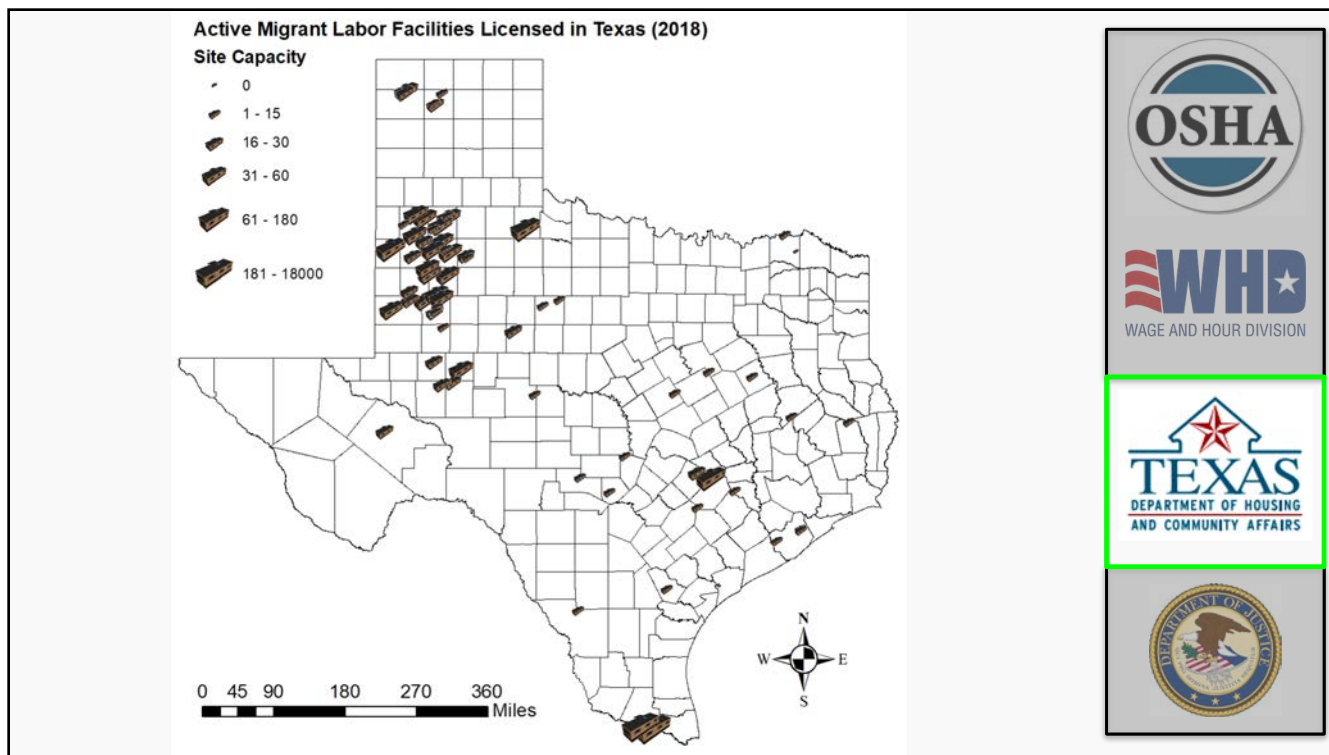 Active Migrant Labor Facilities Licensed in Texas (2018)
Site Capacity
0
1 - 15
16 - 30
31 - 60
61 - 180
181 - 18000
N
W E
S
0 45 90 180 270 360
Miles
OSHA
WHD
WAGE AND HOUR DIVISION
TEXAS
DEPARTMENT OF HOUSING
AND COMMUNITY AFFAIRS
DEPARTMENT OF JUSTICE